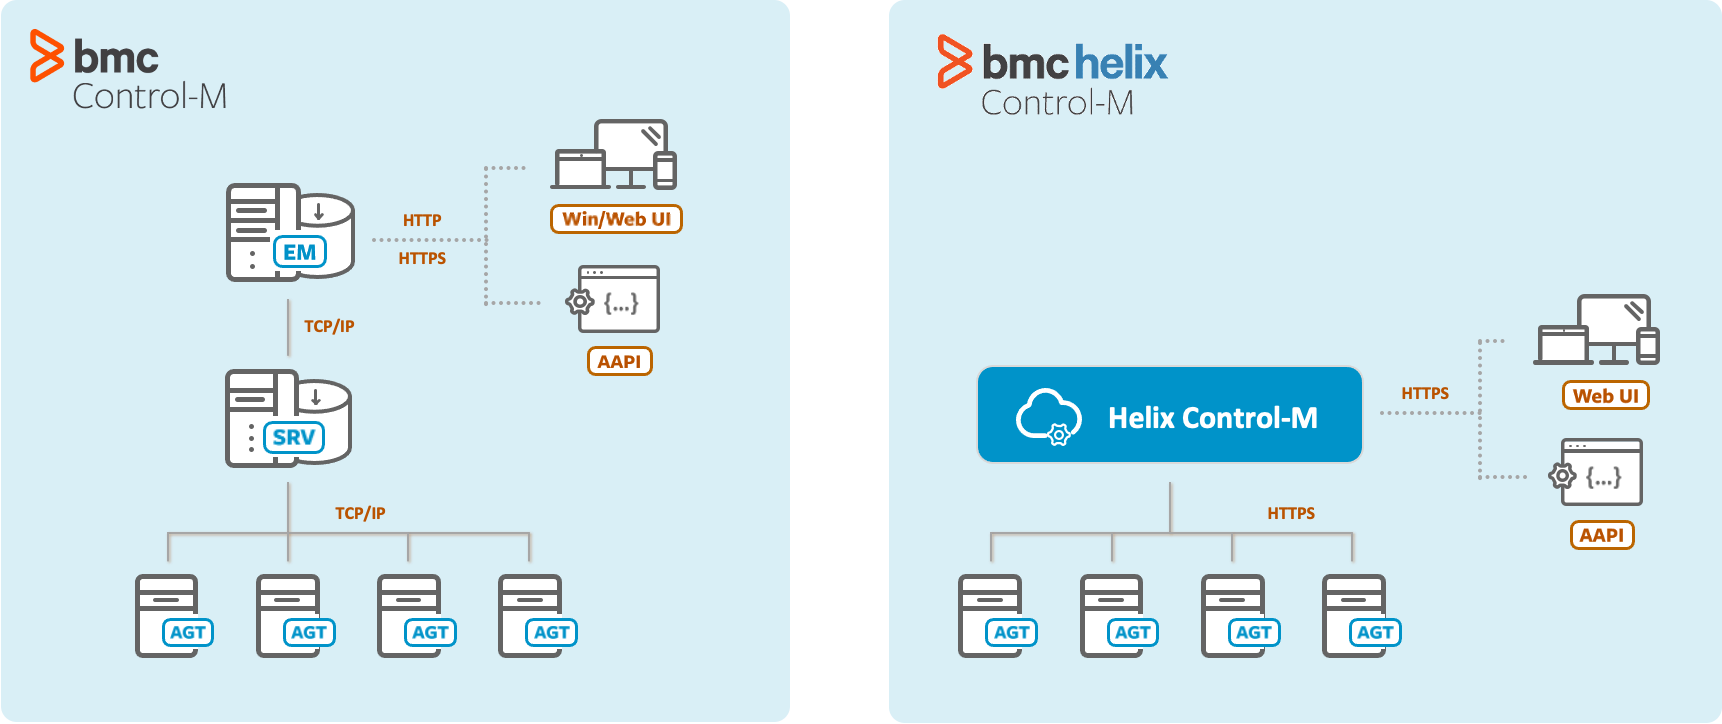 bmc
Control-M
Win/Web UI
HTTP
HTTPS
EM
{...}
AAPI
TCP/IP
SRV
TCP/IP
AGT
AGT
AGT
AGT
bmc helix
Control-M
Web UI
HTTPS
Helix Control-M
{...}
AAPI
HTTPS
AGT
AGT
AGT
AGT